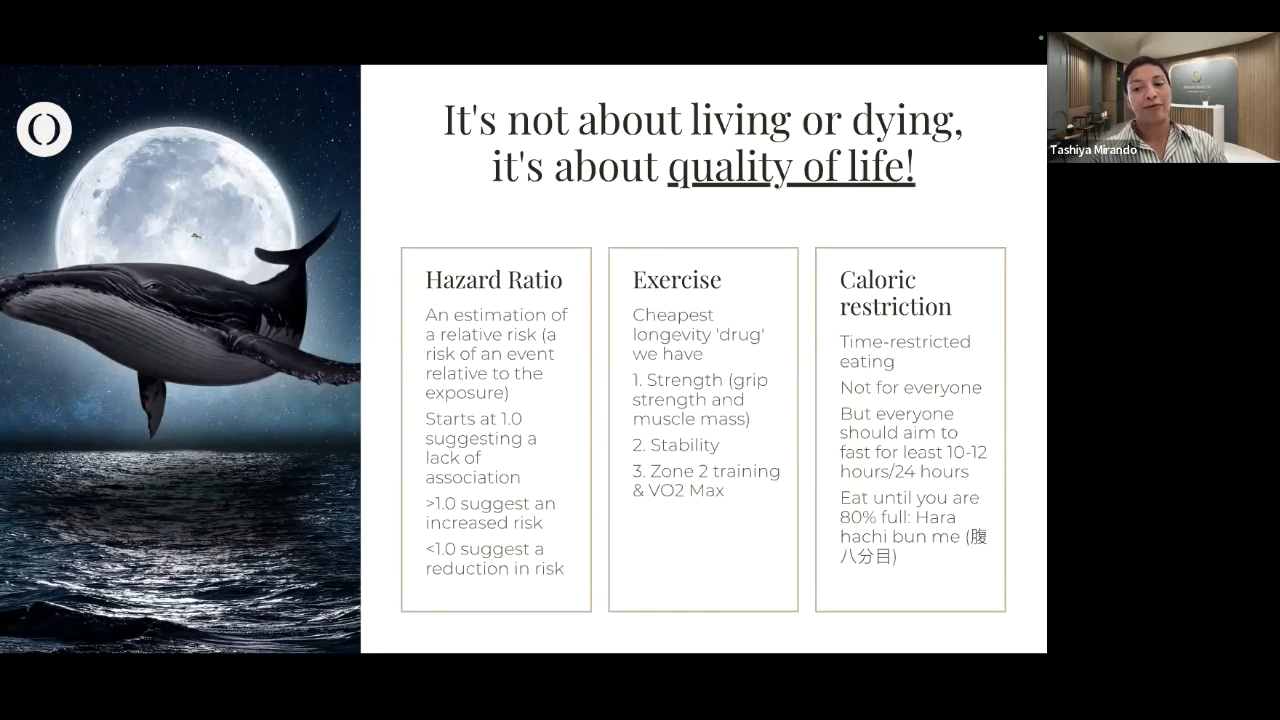 It's not about living or dying,
it's about quality of life!
Hazard Ratio
An estimation of
a relative risk (a
risk of an event
relative to the
exposure)
Starts at 1.0
suggesting a
lack of
association
>1.0 suggest an
increased risk
<1.0 suggest a
reduction in risk
Exercise
Cheapest
longevity 'drug'
we have
1. Strength (grip
strength and
muscle mass)
2. Stability
3. Zone 2 training
& VO2 Max
Caloric
restriction
Time-restricted
eating
Not for everyone
But everyone
should aim to
fast for least 10-12
hours/24 hours
Eat until you are
80% full: Hara
hachi bun me (腹
八分目)
Tashiya Mirando